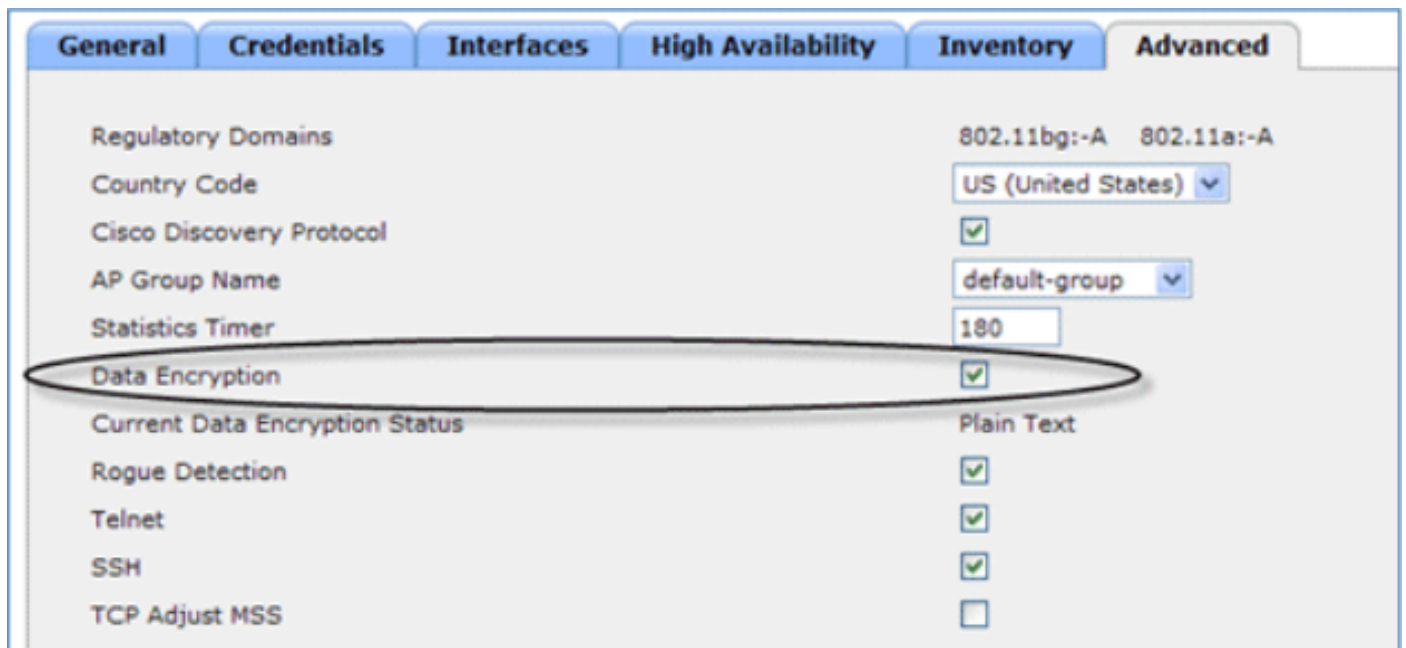 General Credentials Interfaces High Availability Inventory Advanced
Regulatory Domains 802.11bg:-A 802.11a:-A
Country Code US (United States)
Cisco Discovery Protocol
AP Group Name default-group
Statistics Timer 180
Data Encryption
Current Data Encryption Status Plain Text
Rogue Detection
Telnet
SSH
TCP Adjust MSS